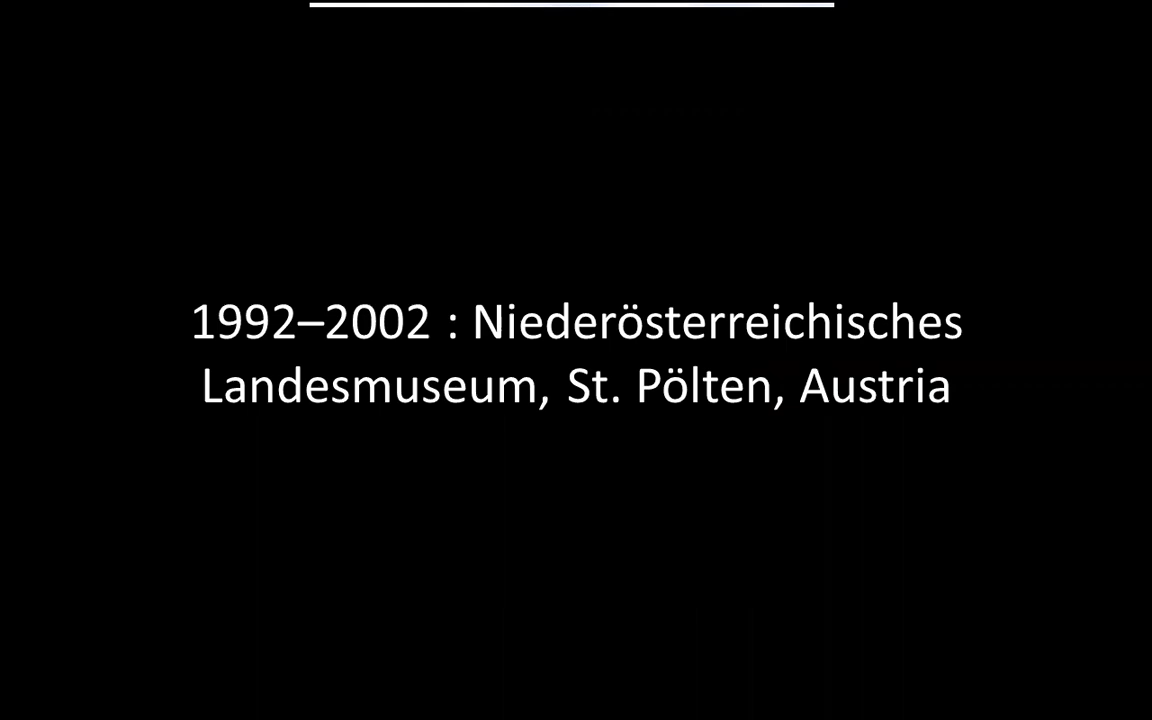 1992–2002 : Niederösterreichisches
Landesmuseum, St. Pölten, Austria